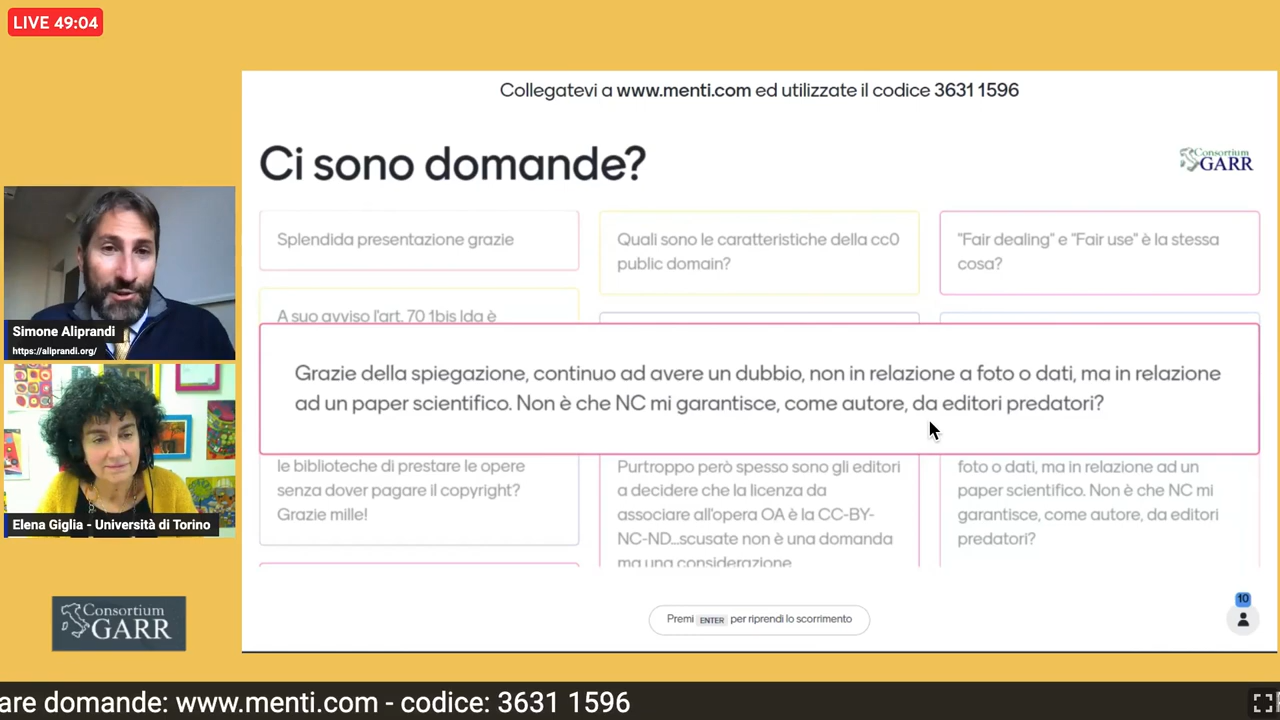 LIVE 49:04
Collegatevi a www.menti.com ed utilizzate il codice 3631 1596
Ci sono domande?
Consortium
GARR
Splendida presentazione grazie
Quali sono le caratteristiche della cc0
public domain?
"Fair dealing" e "Fair use" è la stessa
cosa?
A suo avviso l'art. 70 1bis lda è
Grazie della spiegazione, continuo ad avere un dubbio, non in relazione a foto o dati, ma in relazione
ad un paper scientifico. Non è che NC mi garantisce, come autore, da editori predatori?
le biblioteche di prestare le opere
senza dover pagare il copyright?
Grazie mille!
Purtroppo però spesso sono gli editori
a decidere che la licenza da
associare all'opera OA è la CC-BY-
NC-ND...scusate non è una domanda
ma una considerazione
foto o dati, ma in relazione ad un
paper scientifico. Non è che NC mi
garantisce, come autore, da editori
predatori?
Premi ENTER per riprendi lo scorrimento
10
Simone Aliprandi
https://aliprandi.org/
Elena Giglia - Università di Torino
Consortium
GARR
are domande: www.menti.com - codice: 3631 1596